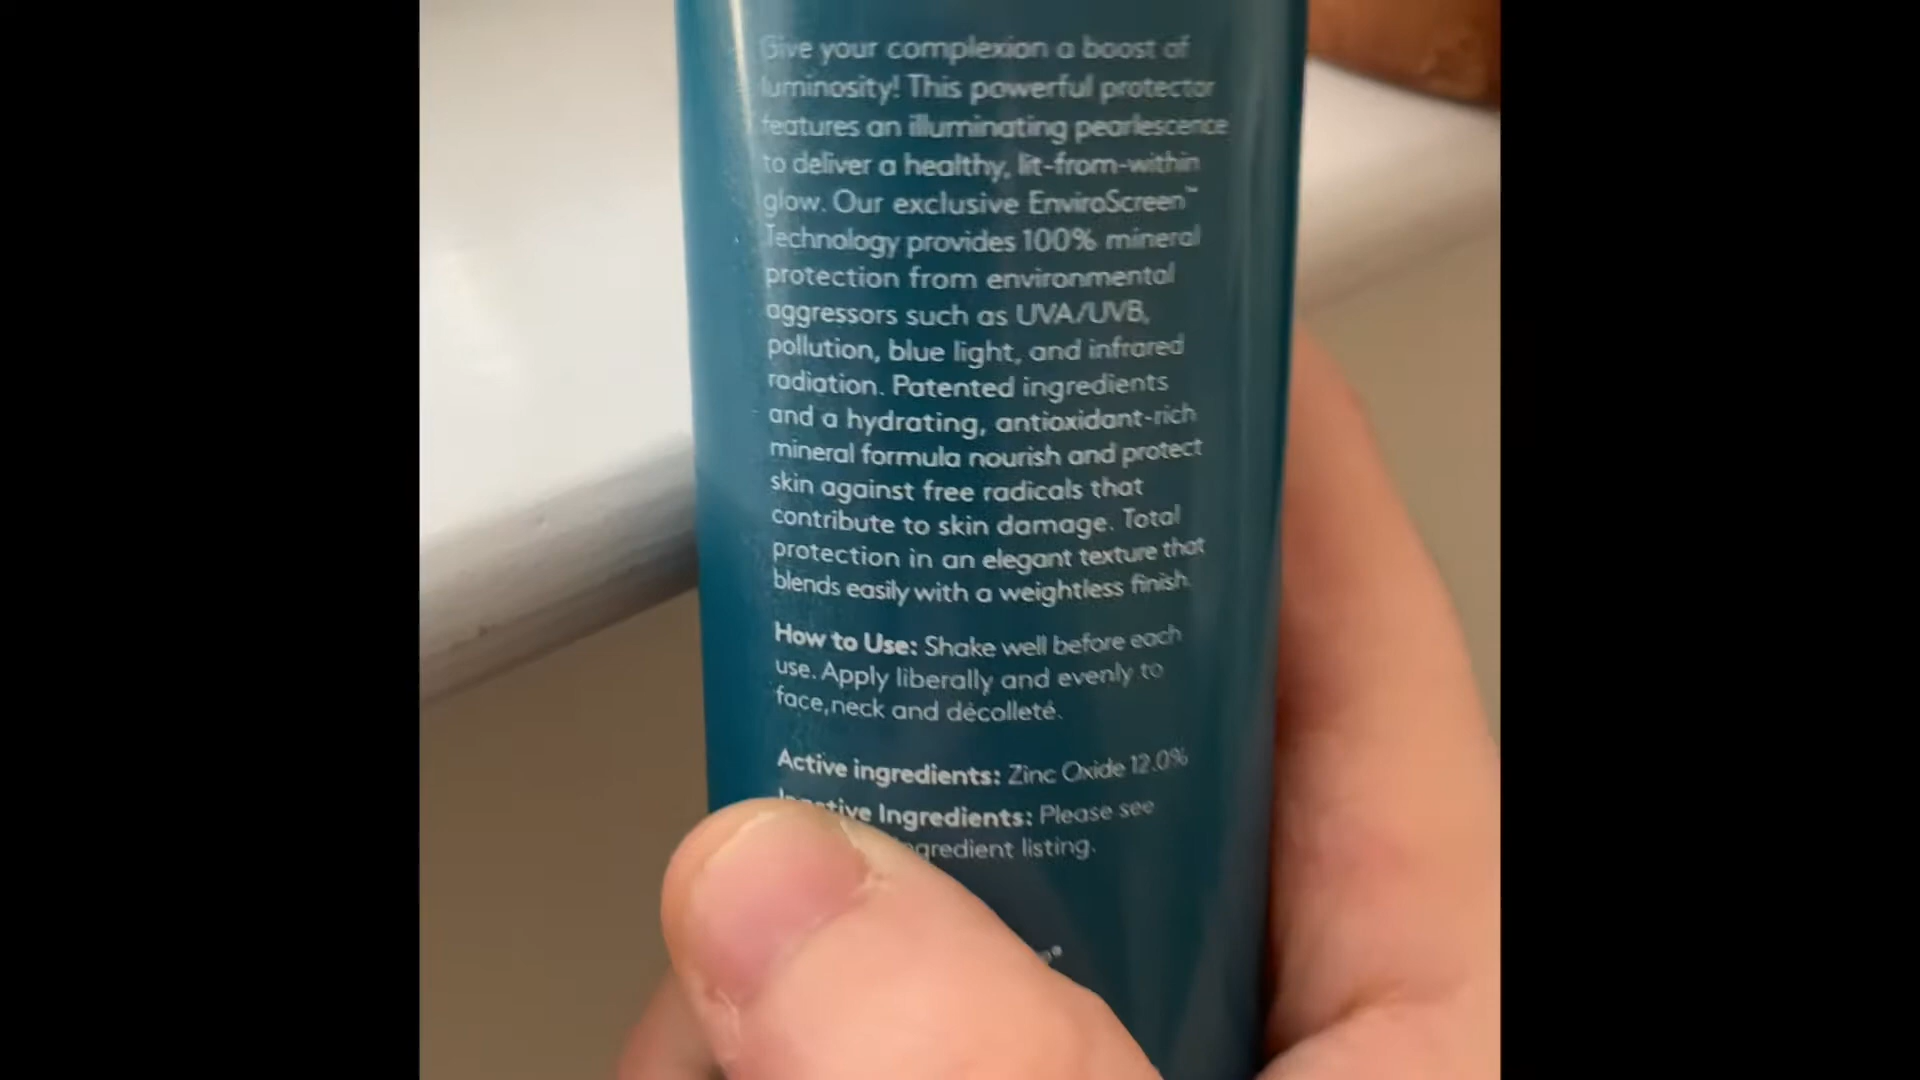 Give your complexion a boost of
luminosity! This powerful protector
features an illuminating pearlescence
to deliver a healthy, lit-from-within
glow. Our exclusive EnviroScreen™
Technology provides 100% mineral
protection from environmental
aggressors such as UVA/UVB,
pollution, blue light, and infrared
radiation. Patented ingredients
and a hydrating, antioxidant-rich
mineral formula nourish and protect
skin against free radicals that
contribute to skin damage. Total
protection in an elegant texture that
blends easily with a weightless finish.
How to Use: Shake well before each
use. Apply liberally and evenly to
face, neck and décolleté.
Active ingredients: Zinc Oxide 12.0%
Inactive Ingredients: Please see
ingredient listing.